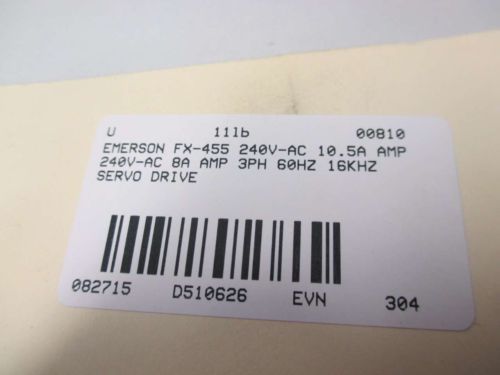 U 11lb 00810
EMERSON FX-455 240V-AC 10.5A AMP
240V-AC 8A AMP 3PH 60HZ 16KHZ
SERVO DRIVE
082715 D510626 EVN 304